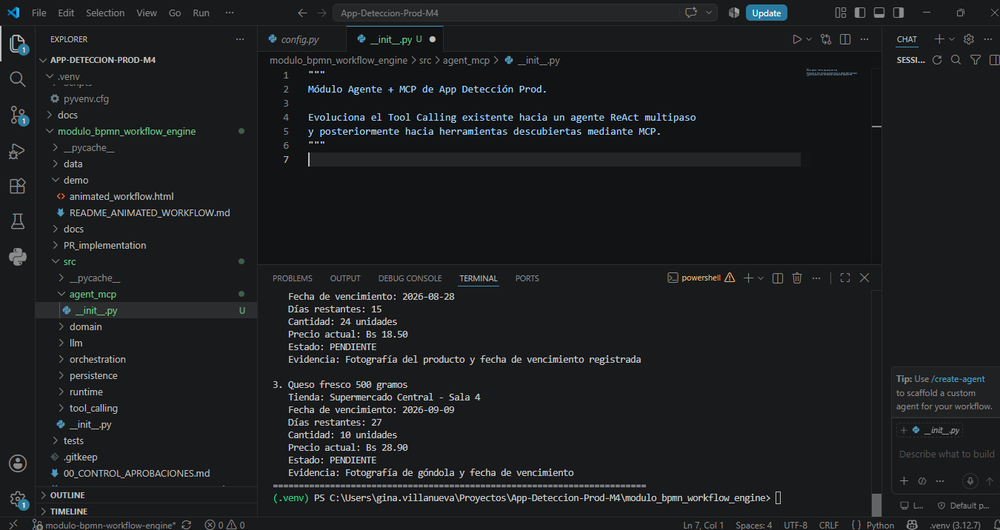 File Edit Selection View Go Run ···
App-Deteccion-Prod-M4
Update
EXPLORER
APP-DETECCION-PROD-M4
.venv
Scripts
pyvenv.cfg
docs
modulo_bpmn_workflow_engine
__pycache__
data
demo
animated_workflow.html
README_ANIMATED_WORKFLOW.md
docs
PR_implementation
src
__pycache__
agent_mcp
__init__.py U
domain
llm
orchestration
persistence
runtime
tool_calling
__init__.py
tests
.gitkeep
00_CONTROL_APROBACIONES.md
OUTLINE
TIMELINE
config.py
__init__.py U
modulo_bpmn_workflow_engine > src > agent_mcp > __init__.py
1 """
2 Módulo Agente + MCP de App Detección Prod.
3
4 Evoluciona el Tool Calling existente hacia un agente ReAct multipaso
5 y posteriormente hacia herramientas descubiertas mediante MCP.
6 """
7
PROBLEMS OUTPUT DEBUG CONSOLE TERMINAL PORTS
powershell
Fecha de vencimiento: 2026-08-28
Días restantes: 15
Cantidad: 24 unidades
Precio actual: Bs 18.50
Estado: PENDIENTE
Evidencia: Fotografía del producto y fecha de vencimiento registrada
3. Queso fresco 500 gramos
Tienda: Supermercado Central - Sala 4
Fecha de vencimiento: 2026-09-09
Días restantes: 27
Cantidad: 10 unidades
Precio actual: Bs 28.90
Estado: PENDIENTE
Evidencia: Fotografía de góndola y fecha de vencimiento
======================================================================
(.venv) PS C:\Users\gina.villanueva\Proyectos\App-Deteccion-Prod-M4\modulo_bpmn_workflow_engine>
CHAT
SESSI...
Tip: Use /create-agent
to scaffold a custom
agent for your workflow.
__init__.py
Describe what to build
L...
Default p...
1
1
1
modulo-bpmn-workflow-engine* 0 0
Ln 7, Col 1 Spaces: 4 UTF-8 CRLF { } Python .venv (3.12.7)